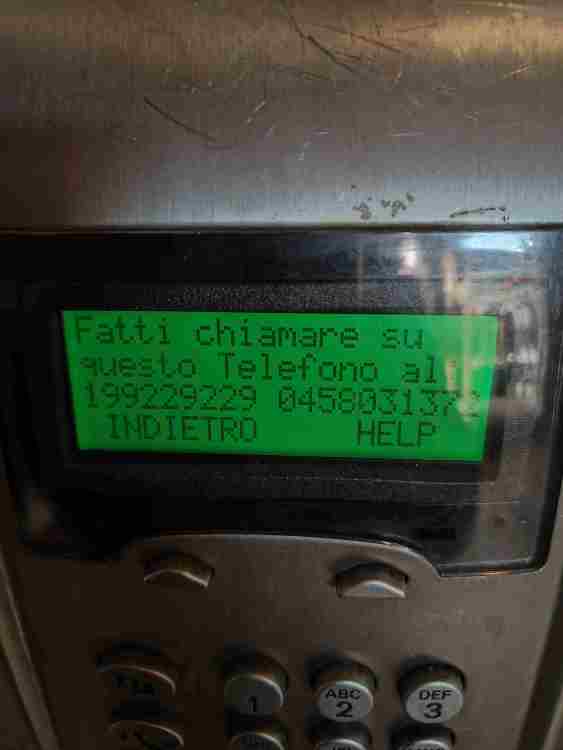 Fatti chiamare su
questo Telefono al:
199229229 045803137
INDIETRO HELP
1 ABC 2 DEF 3